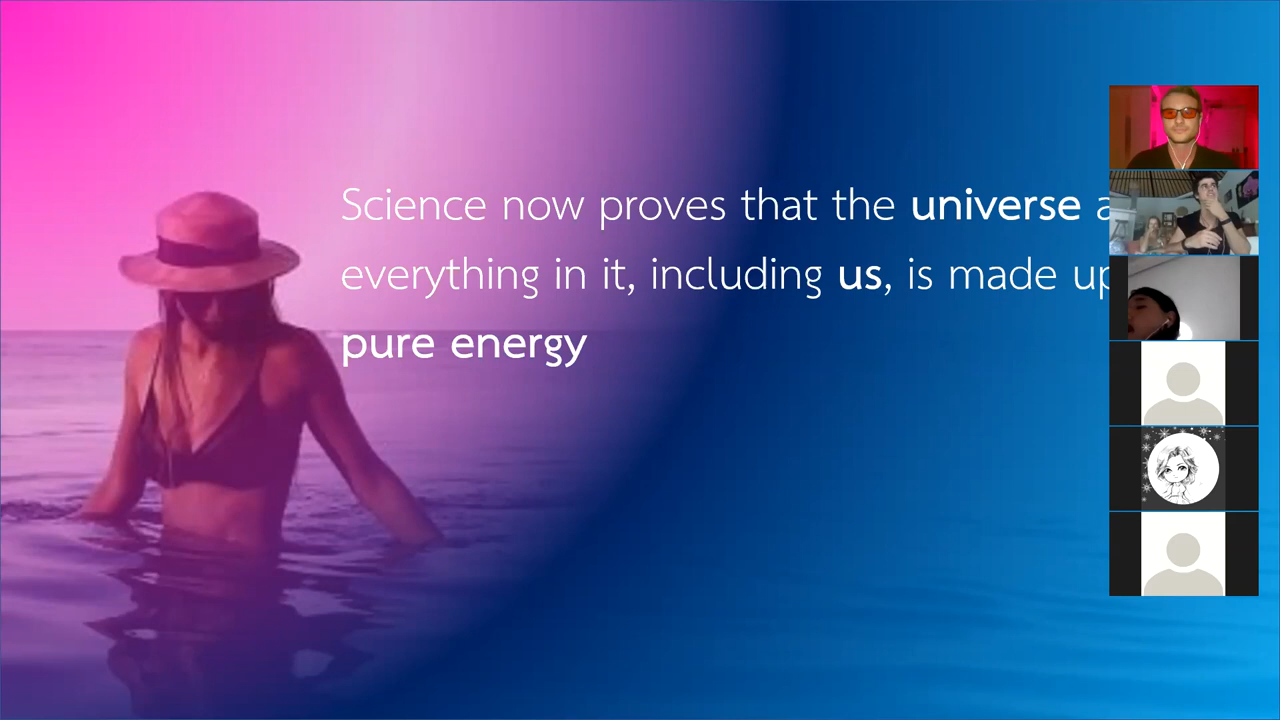 Science now proves that the universe
everything in it, including us, is made up
pure energy